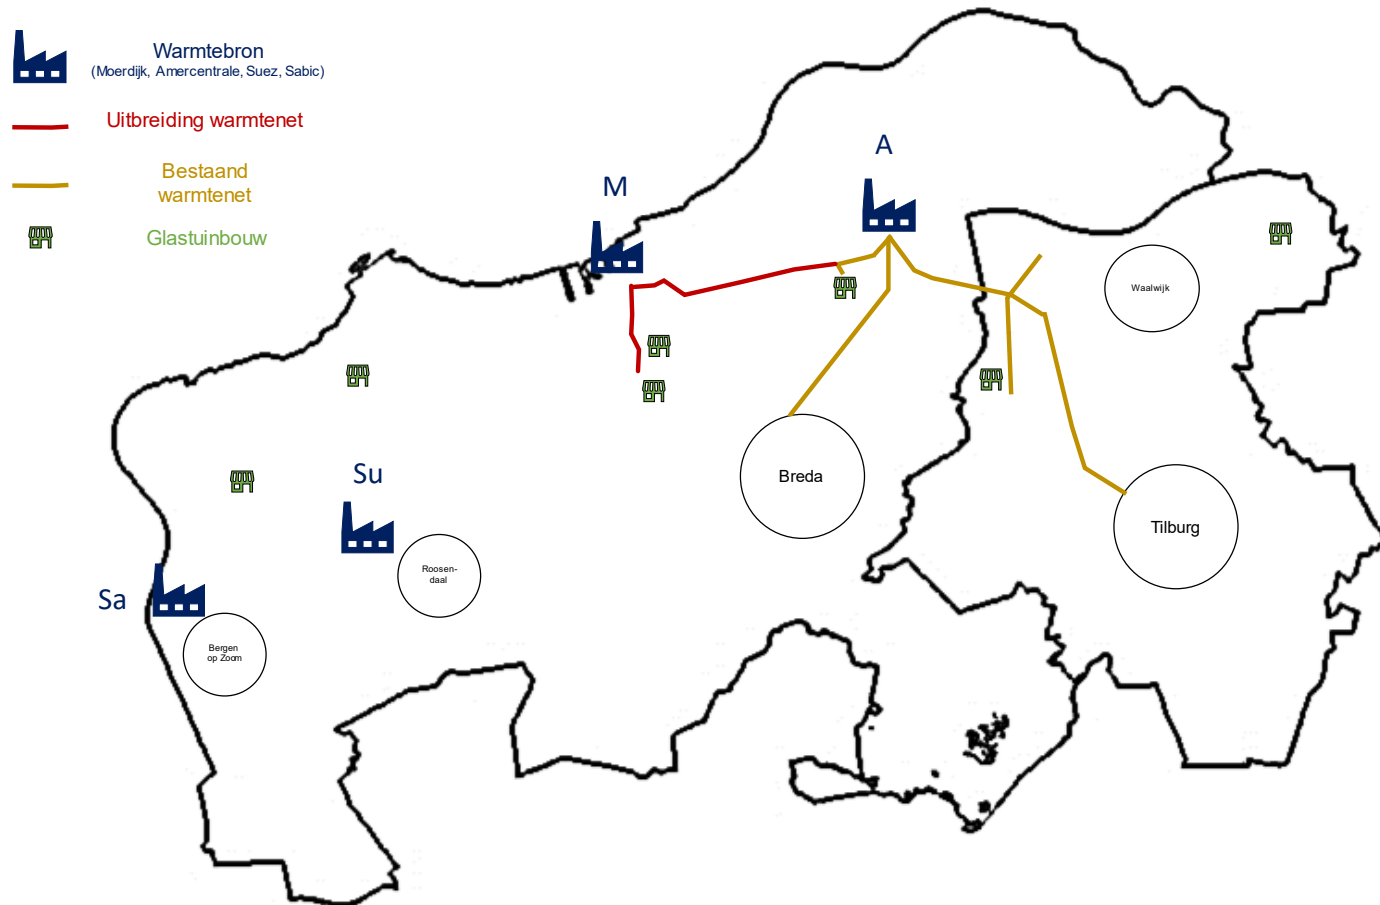 Warmtebron
(Moerdijk, Amercentrale, Suez, Sabic)
Uitbreiding warmtenet
Bestaand
warmtenet
Glastuinbouw
A
M
Waalwijk
Su
Breda
Tilburg
Roosen-
daal
Sa
Bergen
op Zoom